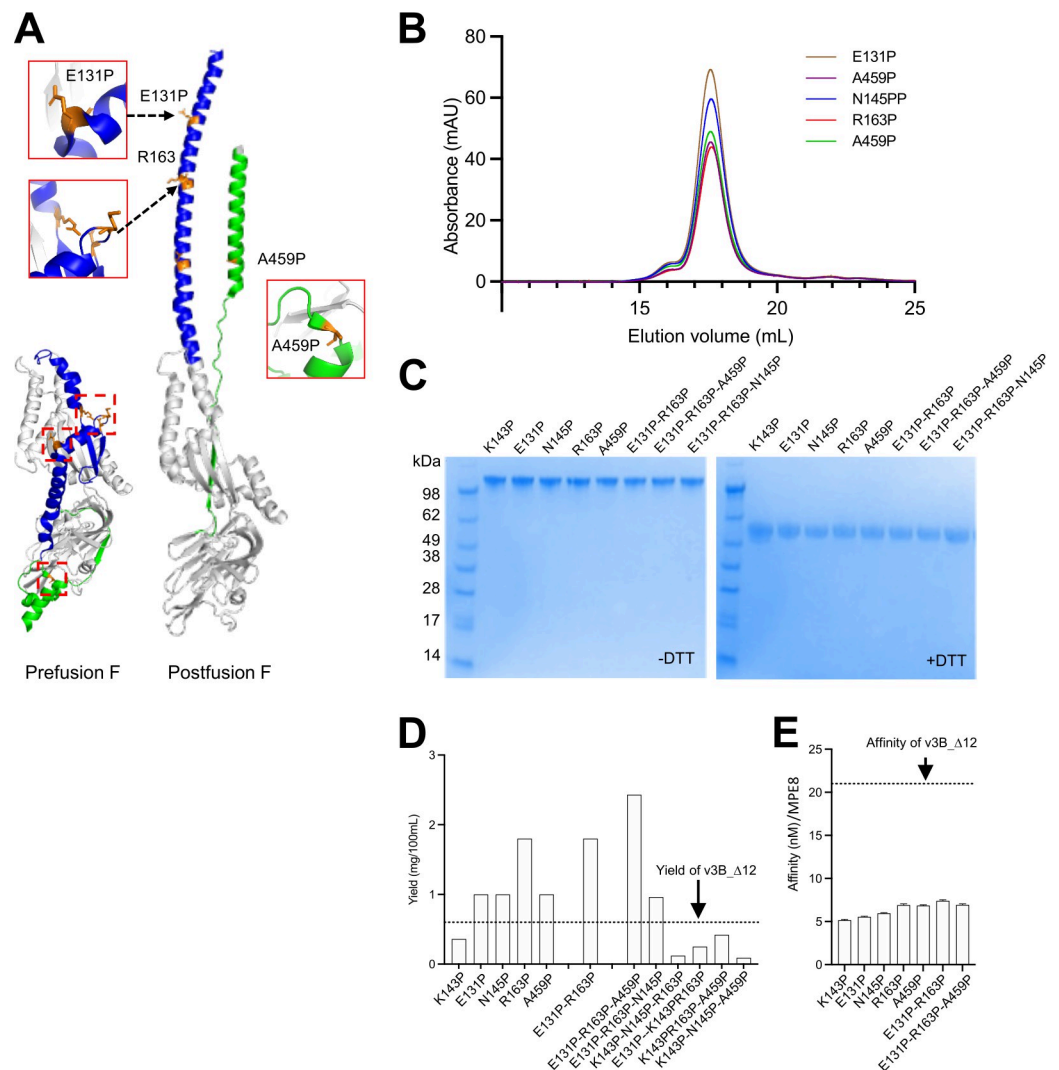 A
E131P
E131P
R163
A459P
A459P
Prefusion F
Postfusion F
B
Absorbance (mAU)
80
60
40
20
0
15
20
25
Elution volume (mL)
E131P
A459P
N145PP
R163P
A459P
C
kDa
98
62
49
38
28
17
14
K143P
E131P
N145P
R163P
A459P
E131P-R163P
E131P-R163P-A459P
E131P-R163P-N145P
-DTT
K143P
E131P
N145P
R163P
A459P
E131P-R163P
E131P-R163P-A459P
E131P-R163P-N145P
+DTT
D
Yield (mg/100mL)
3
2
1
0
Yield of v3B_Δ12
K143P
E131P
N145P
R163P
A459P
E131P-R163P
E131P-R163P-A459P
E131P-R163P-N145P
K143P-N145P-R163P
E131P--K143PR163P
K143PR163P-A459P
K143P-N145P-A459P
E
Affinity (nM)/MPE8
25
20
15
10
5
0
Affinity of v3B_Δ12
K143P
E131P
N145P
R163P
A459P
E131P-R163P
E131P-R163P-A459P